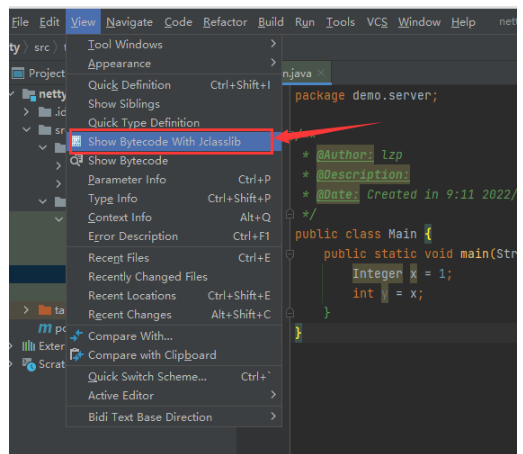 File Edit View Navigate Code Refactor Build Run Tools VCS Window Help net
ty src t
Project
netty
.id
sr
ta
po
Exter
Scrat
Tool Windows
Appearance
Quick Definition Ctrl+Shift+I
Show Siblings
Quick Type Definition
Show Bytecode With Jclasslib
Show Bytecode
Parameter Info Ctrl+P
Type Info Ctrl+Shift+P
Context Info Alt+Q
Error Description Ctrl+F1
Recent Files Ctrl+E
Recently Changed Files
Recent Locations Ctrl+Shift+E
Recent Changes Alt+Shift+C
Compare With...
Compare with Clipboard
Quick Switch Scheme... Ctrl+`
Active Editor
Bidi Text Base Direction
n.java
package demo.server;
/**
* @Author: lzp
* @Description:
* @Date: Created in 9:11 2022/
*/
public class Main {
public static void main(Str
Integer x = 1;
int y = x;
}
}